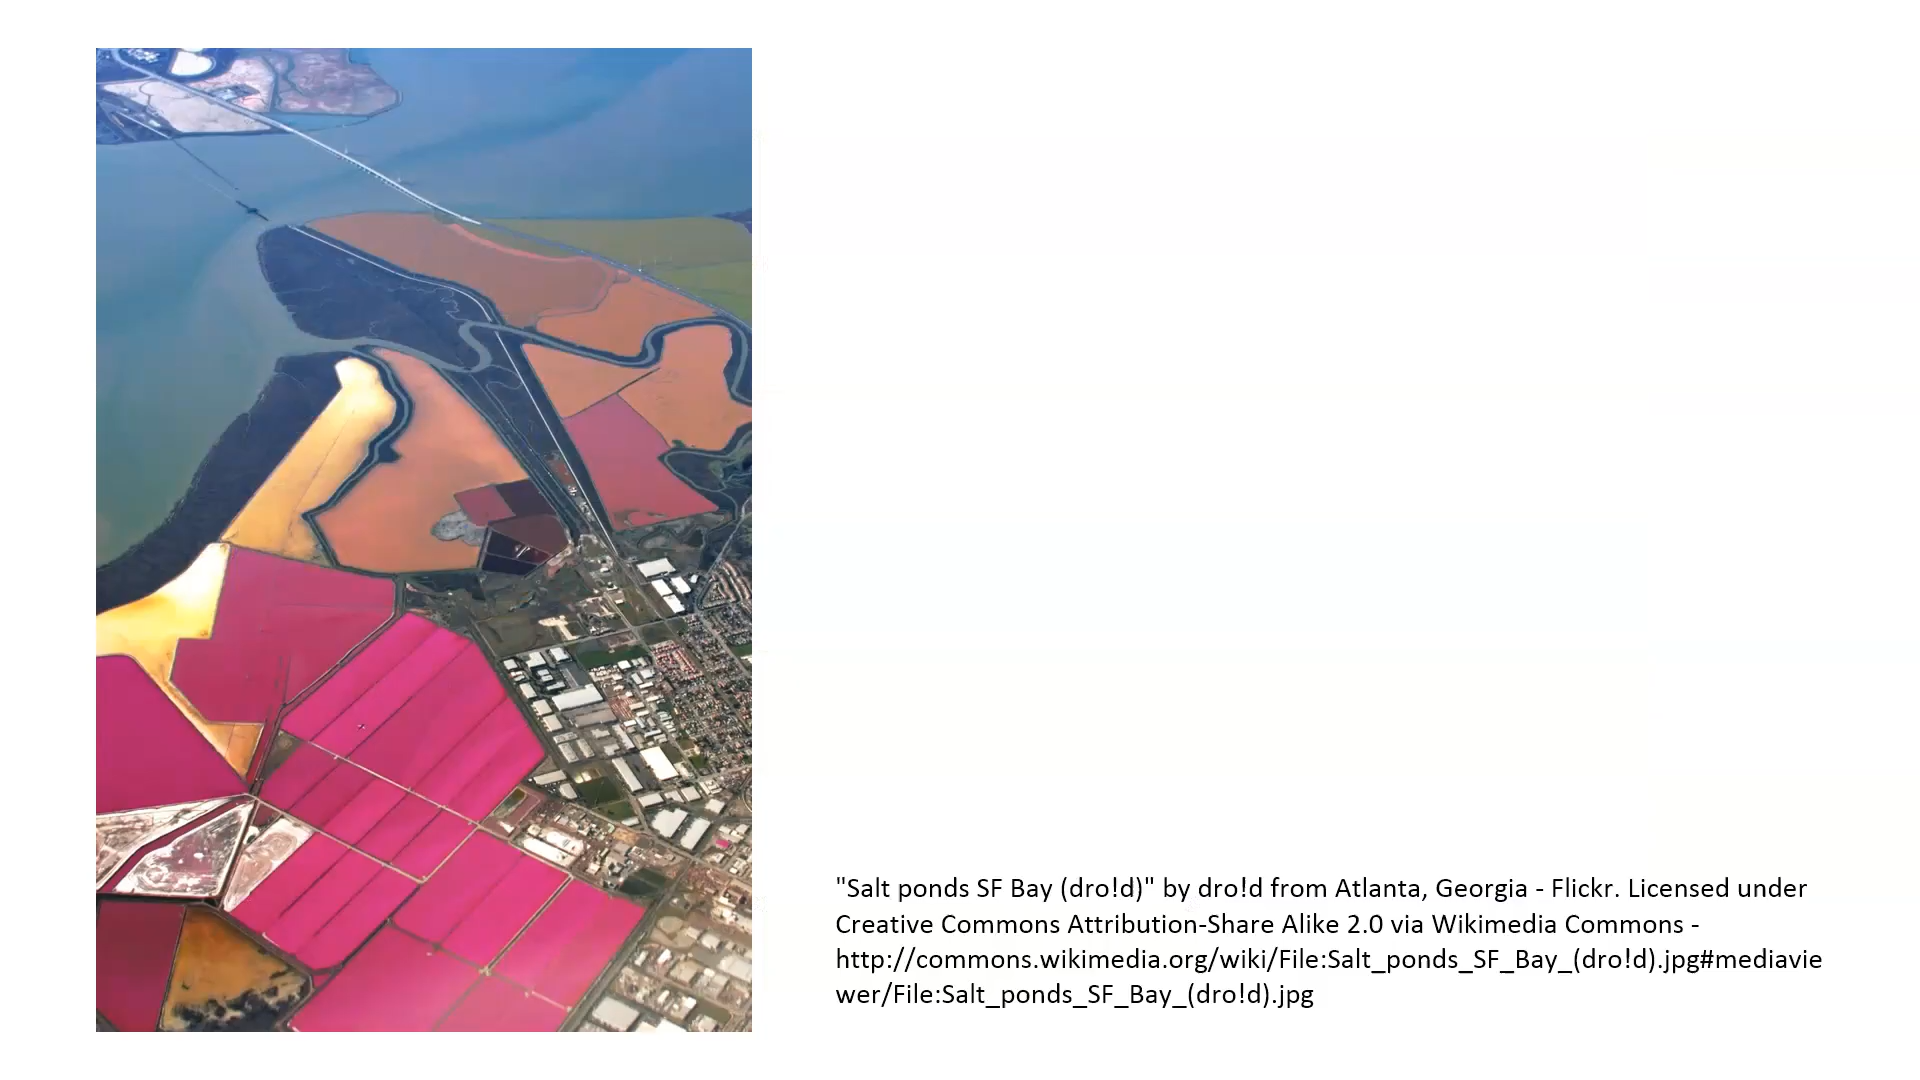 "Salt ponds SF Bay (dro!d)" by dro!d from Atlanta, Georgia - Flickr. Licensed under
Creative Commons Attribution-Share Alike 2.0 via Wikimedia Commons -
http://commons.wikimedia.org/wiki/File:Salt_ponds_SF_Bay_(dro!d).jpg#mediavie
wer/File:Salt_ponds_SF_Bay_(dro!d).jpg